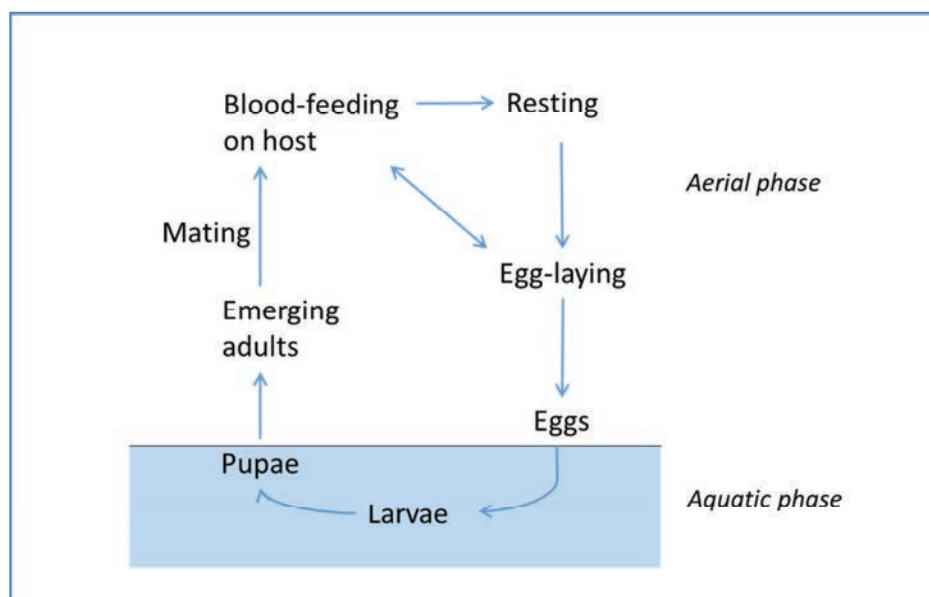 Blood-feeding
on host
Resting
Aerial phase
Mating
Egg-laying
Emerging
adults
Eggs
Pupae
Larvae
Aquatic phase